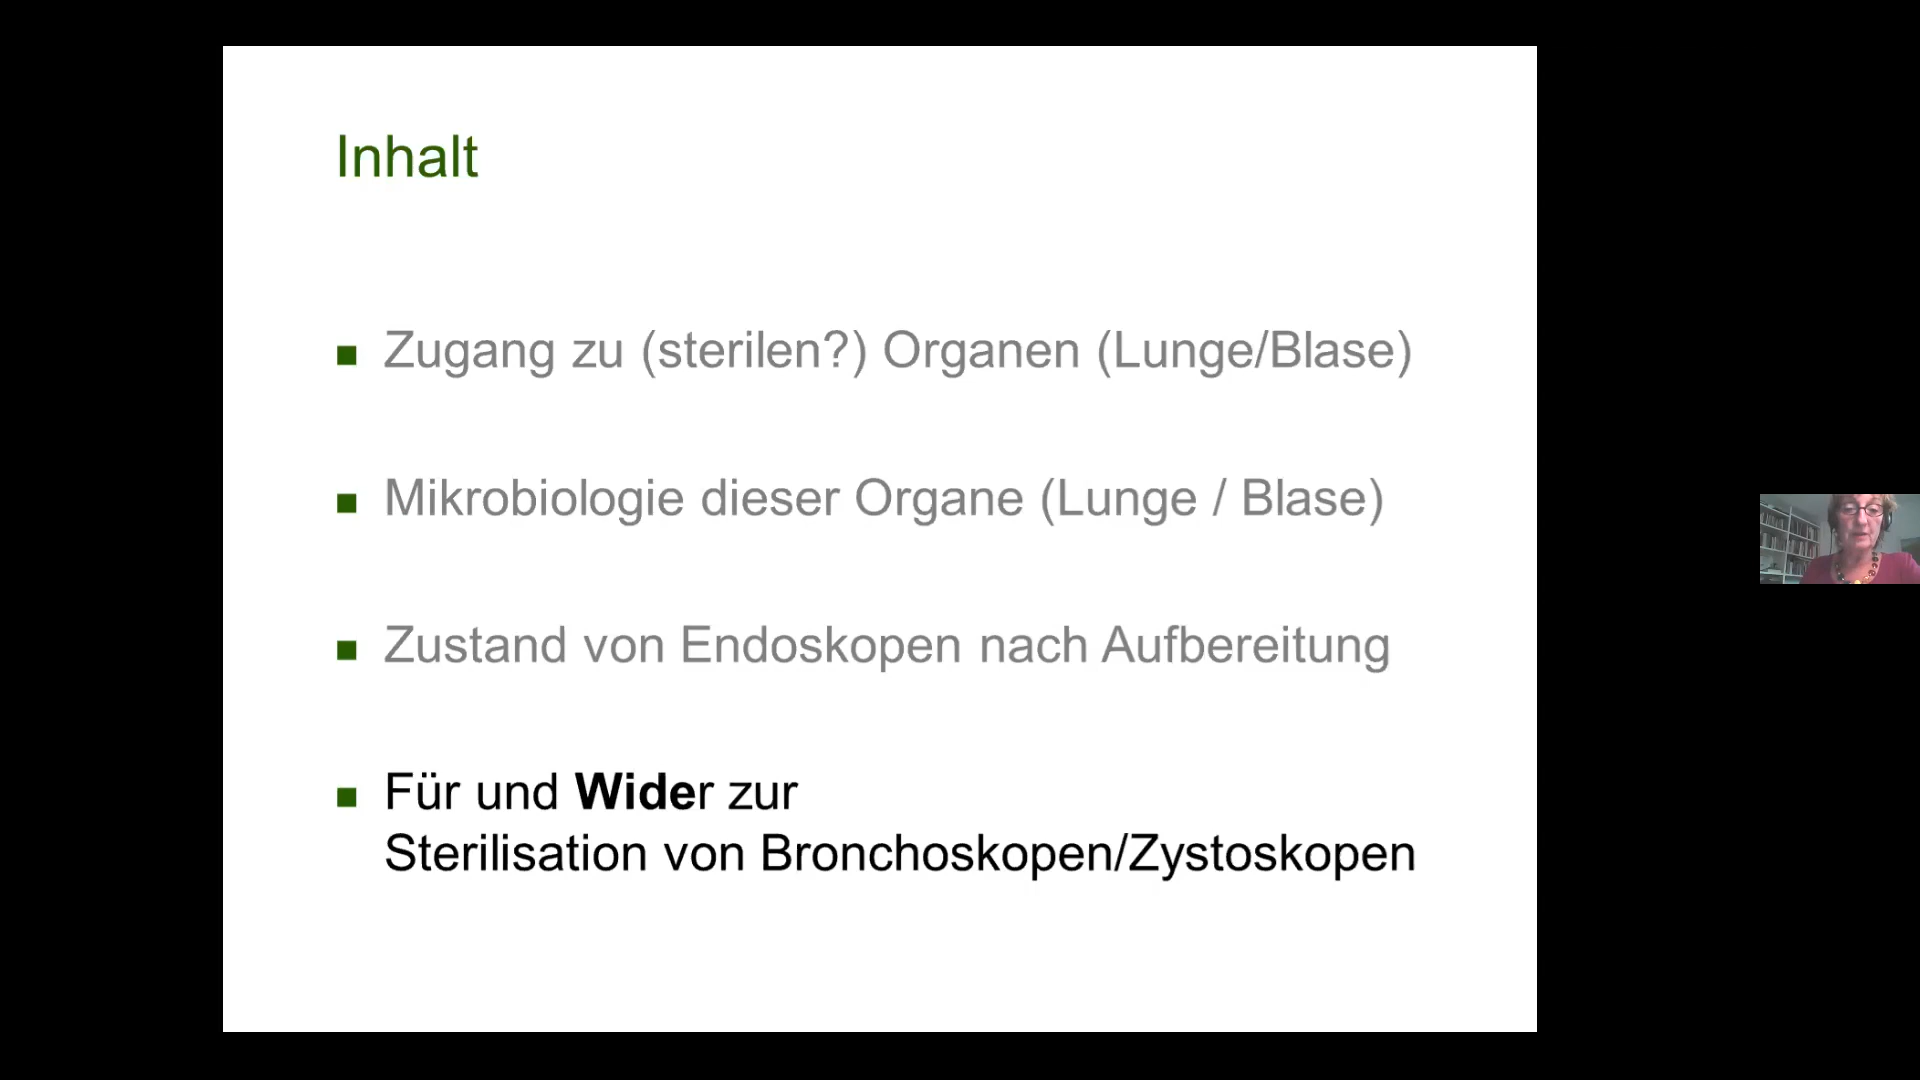 Inhalt
Zugang zu (sterilen?) Organen (Lunge/Blase)
Mikrobiologie dieser Organe (Lunge / Blase)
Zustand von Endoskopen nach Aufbereitung
Für und Wider zur
Sterilisation von Bronchoskopen/Zystoskopen